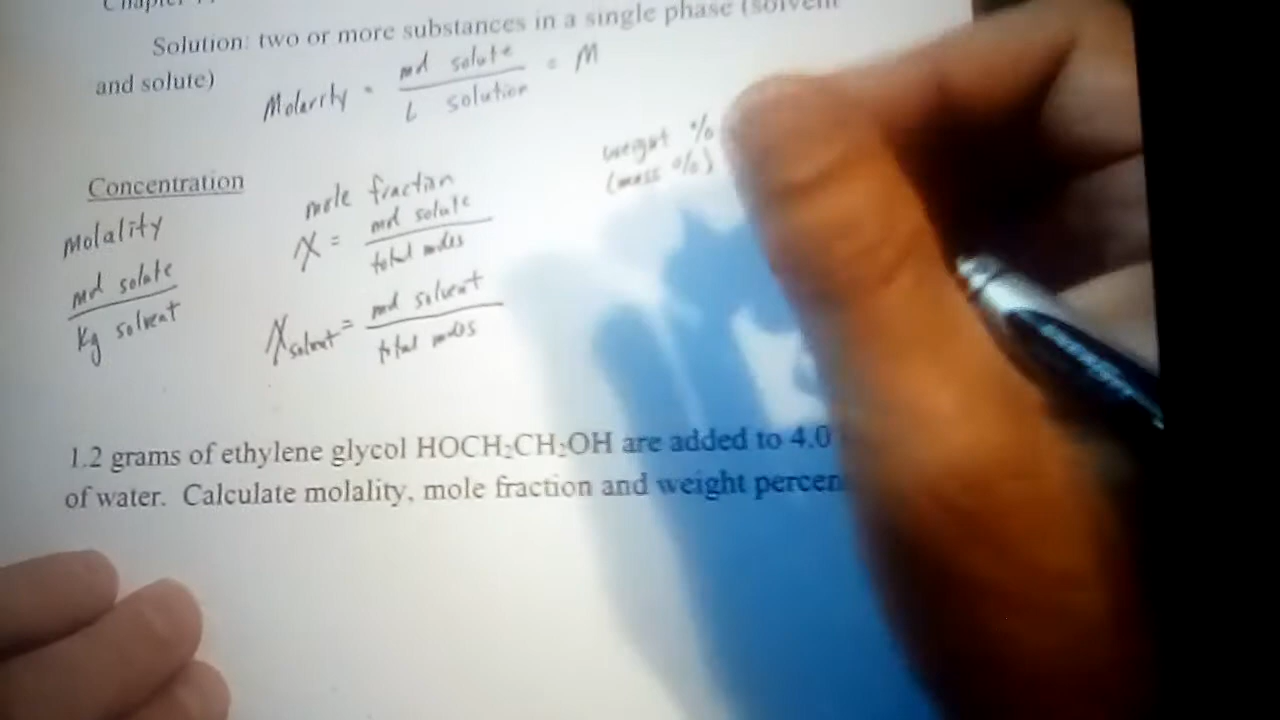 Solution: two or more substances in a single phase (solvent
and solute)
Molarity = mol solute / L solution = M
weight %
(mass %)
Concentration
Molality
mol solute
kg solvent
mole fraction
X = mol solute / total moles
X solvent = mol solvent / total moles
1.2 grams of ethylene glycol HOCH₂CH₂OH are added to 4.0
of water. Calculate molality, mole fraction and weight percen